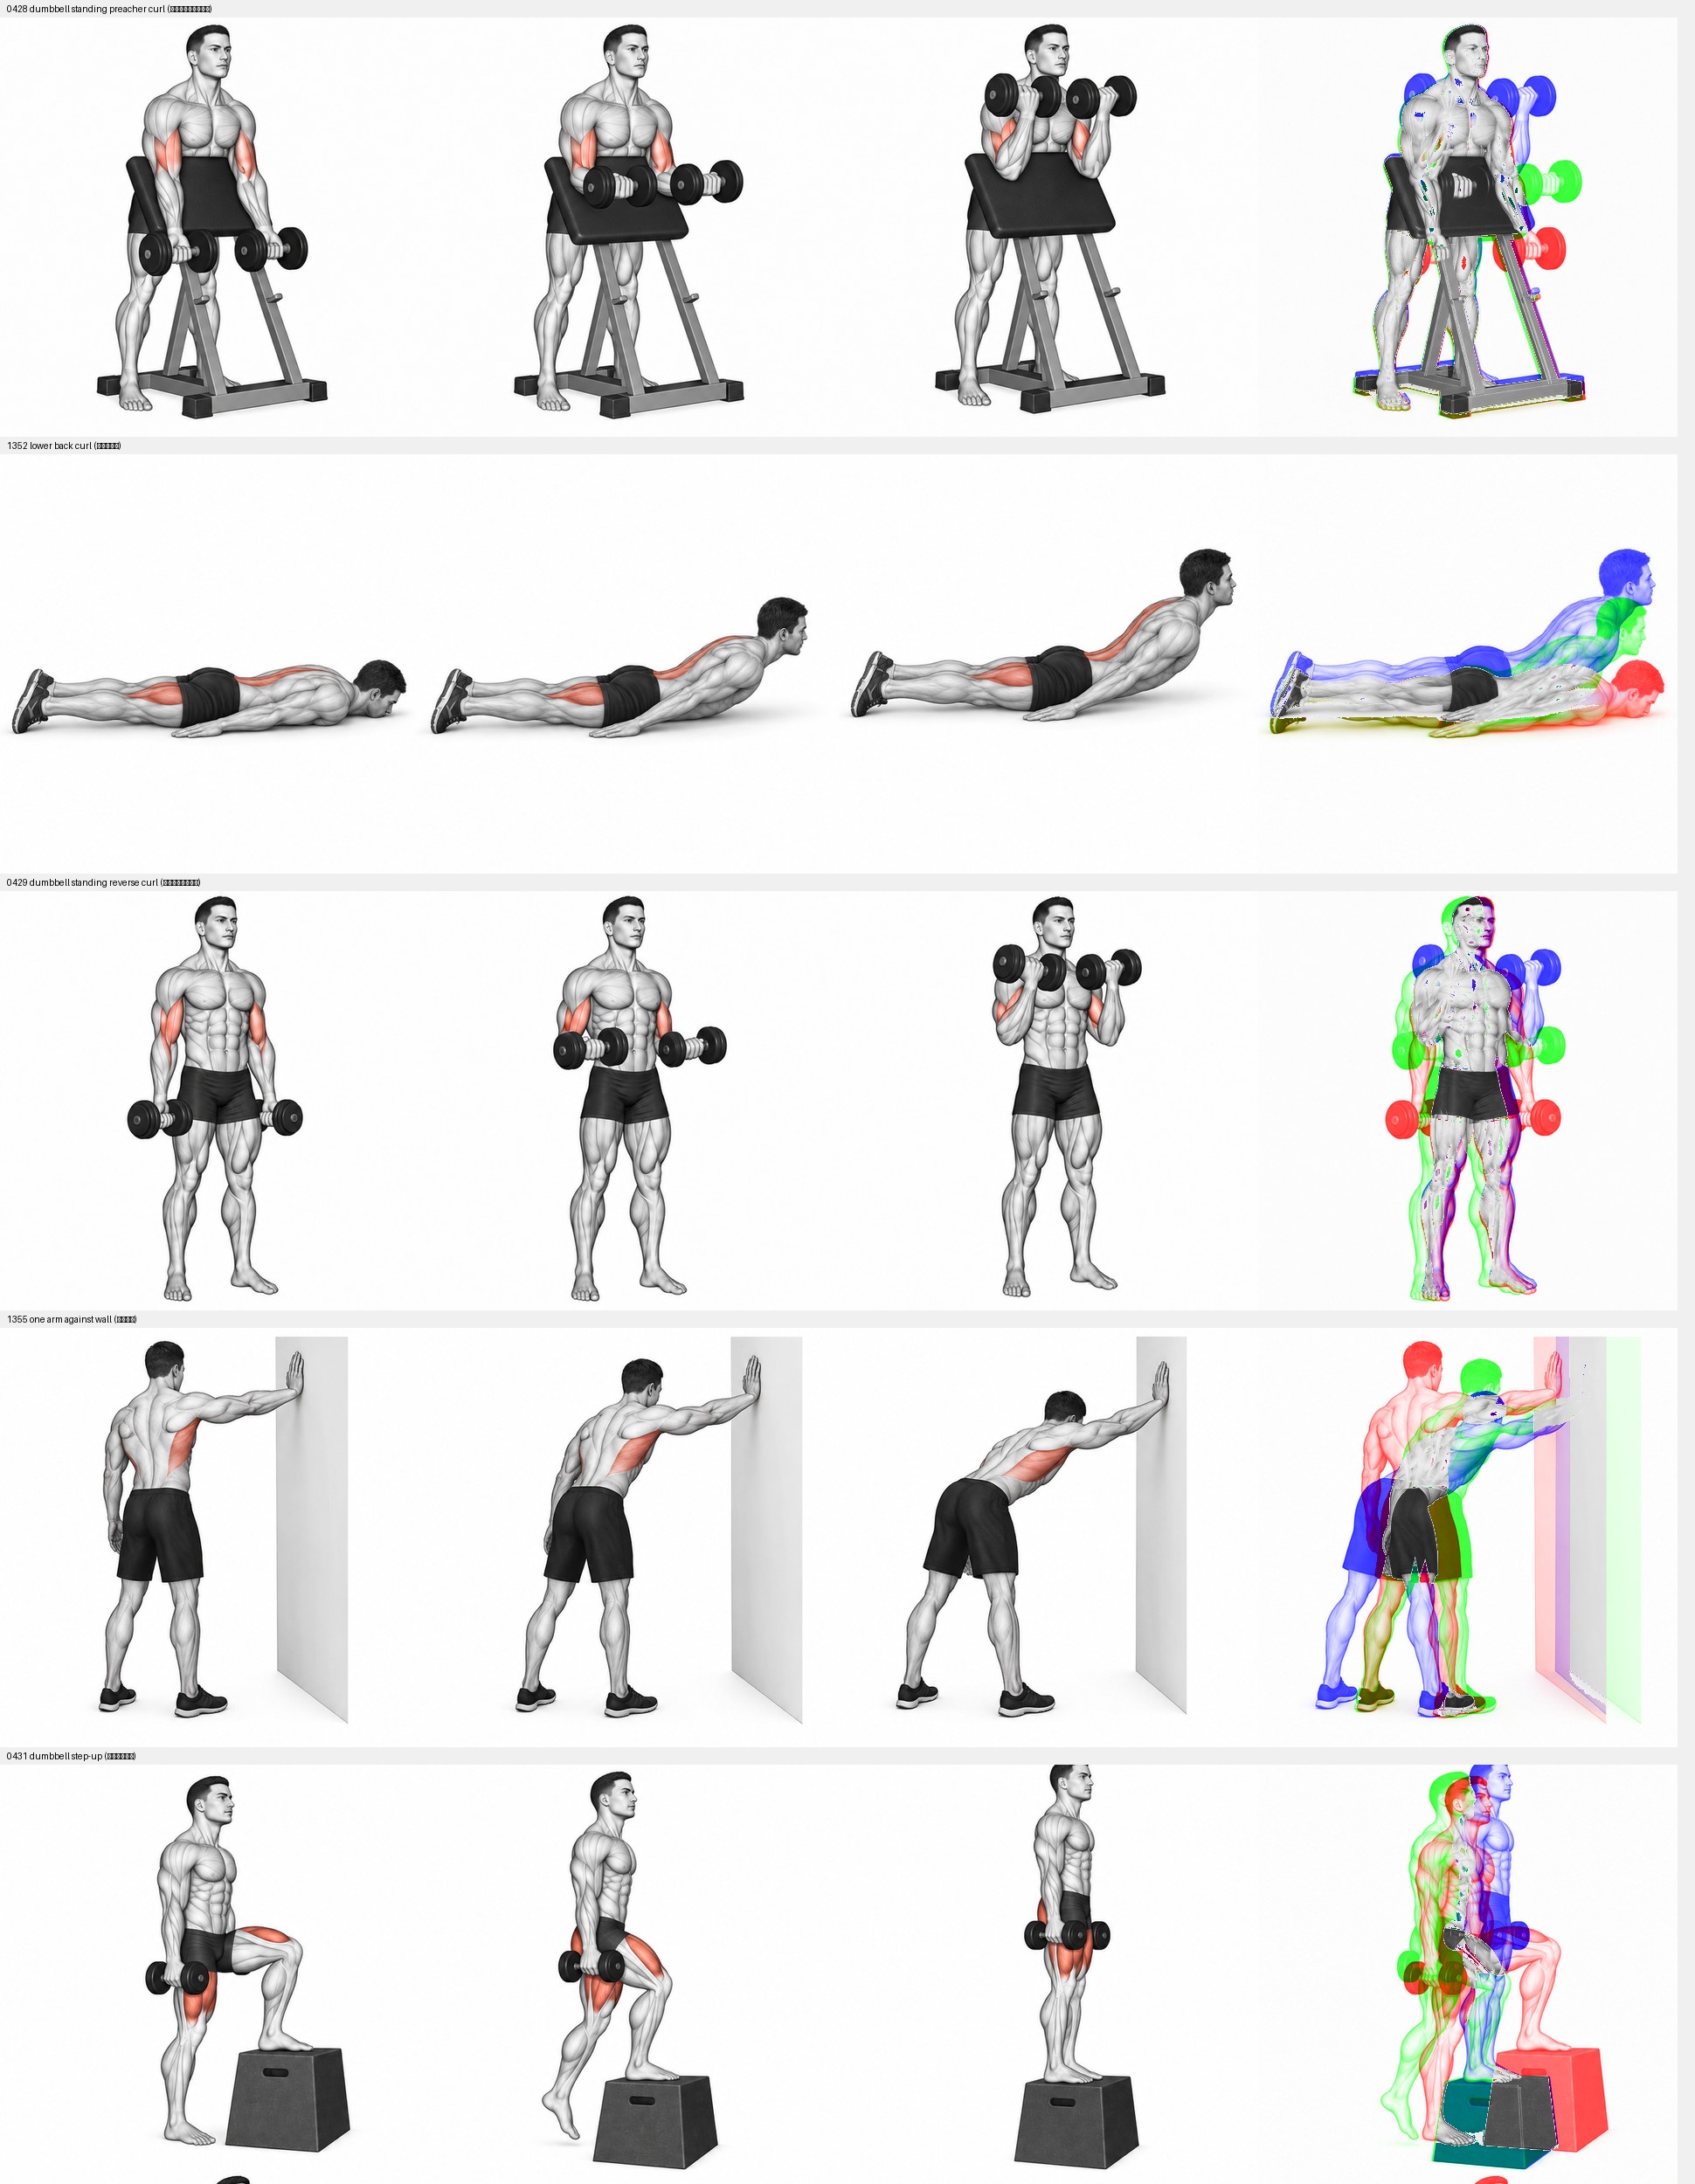 0428 dumbbell standing preacher curl (▯▯▯▯▯▯▯▯▯)
1352 lower back curl (▯▯▯▯▯)
0429 dumbbell standing reverse curl (▯▯▯▯▯▯▯▯)
1355 one arm against wall (▯▯▯▯)
0431 dumbbell step-up (▯▯▯▯▯▯)